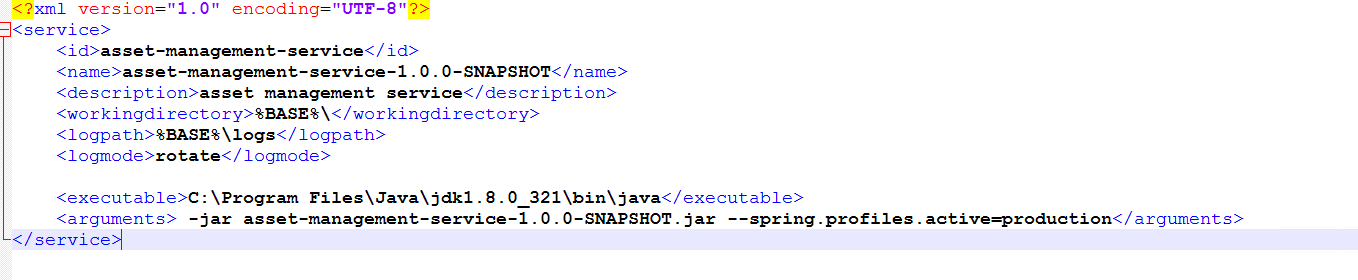 <?xml version="1.0" encoding="UTF-8"?>
<service>
    <id>asset-management-service</id>
    <name>asset-management-service-1.0.0-SNAPSHOT</name>
    <description>asset management service</description>
    <workingdirectory>%BASE%\</workingdirectory>
    <logpath>%BASE%\logs</logpath>
    <logmode>rotate</logmode>

    <executable>C:\Program Files\Java\jdk1.8.0_321\bin\java</executable>
    <arguments> -jar asset-management-service-1.0.0-SNAPSHOT.jar --spring.profiles.active=production</arguments>
</service>